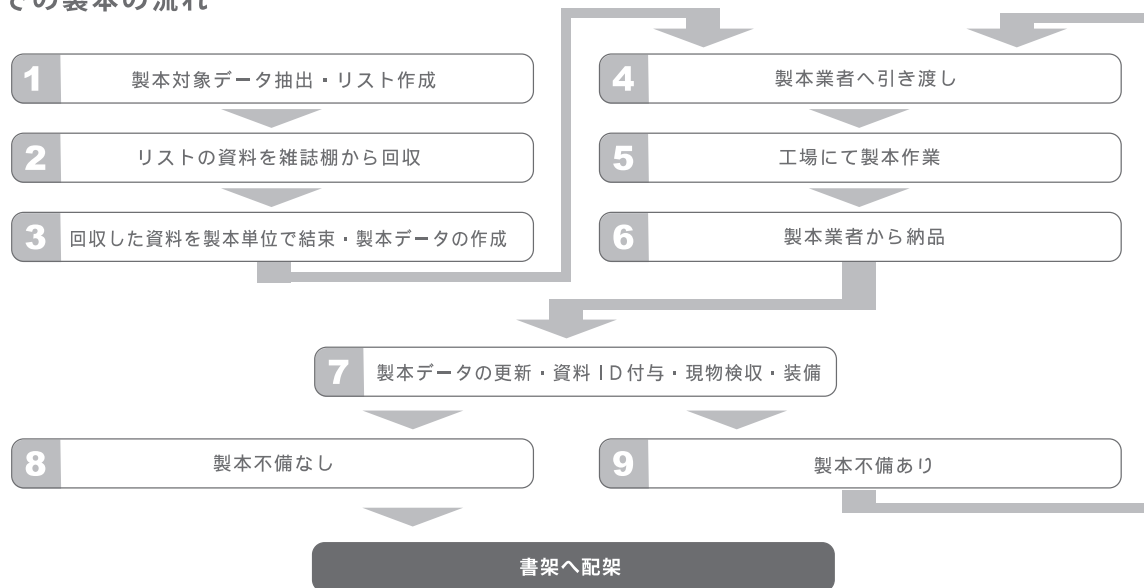 での製本の流れ
1 製本対象データ抽出・リスト作成
2 リストの資料を雑誌棚から回収
3 回収した資料を製本単位で結束・製本データの作成
4 製本業者へ引き渡し
5 工場にて製本作業
6 製本業者から納品
7 製本データの更新・資料ID付与・現物検収・装備
8 製本不備なし
9 製本不備あり
書架へ配架